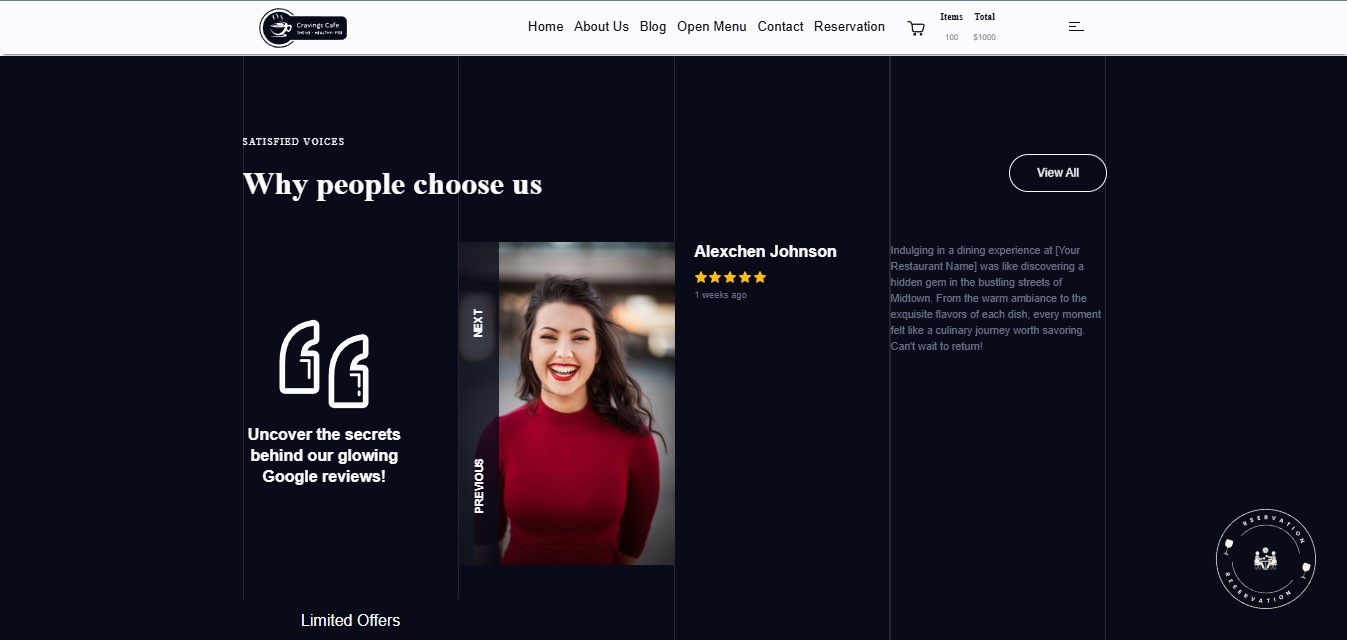 Cravings Cafe
Home About Us Blog Open Menu Contact Reservation
Items Total
100 $1000
SATISFIED VOICES
Why people choose us
View All
Uncover the secrets
behind our glowing
Google reviews!
NEXT
PREVIOUS
Alexchen Johnson
1 weeks ago
Indulging in a dining experience at [Your
Restaurant Name] was like discovering a
hidden gem in the bustling streets of
Midtown. From the warm ambiance to the
exquisite flavors of each dish, every moment
felt like a culinary journey worth savoring.
Can't wait to return!
Limited Offers